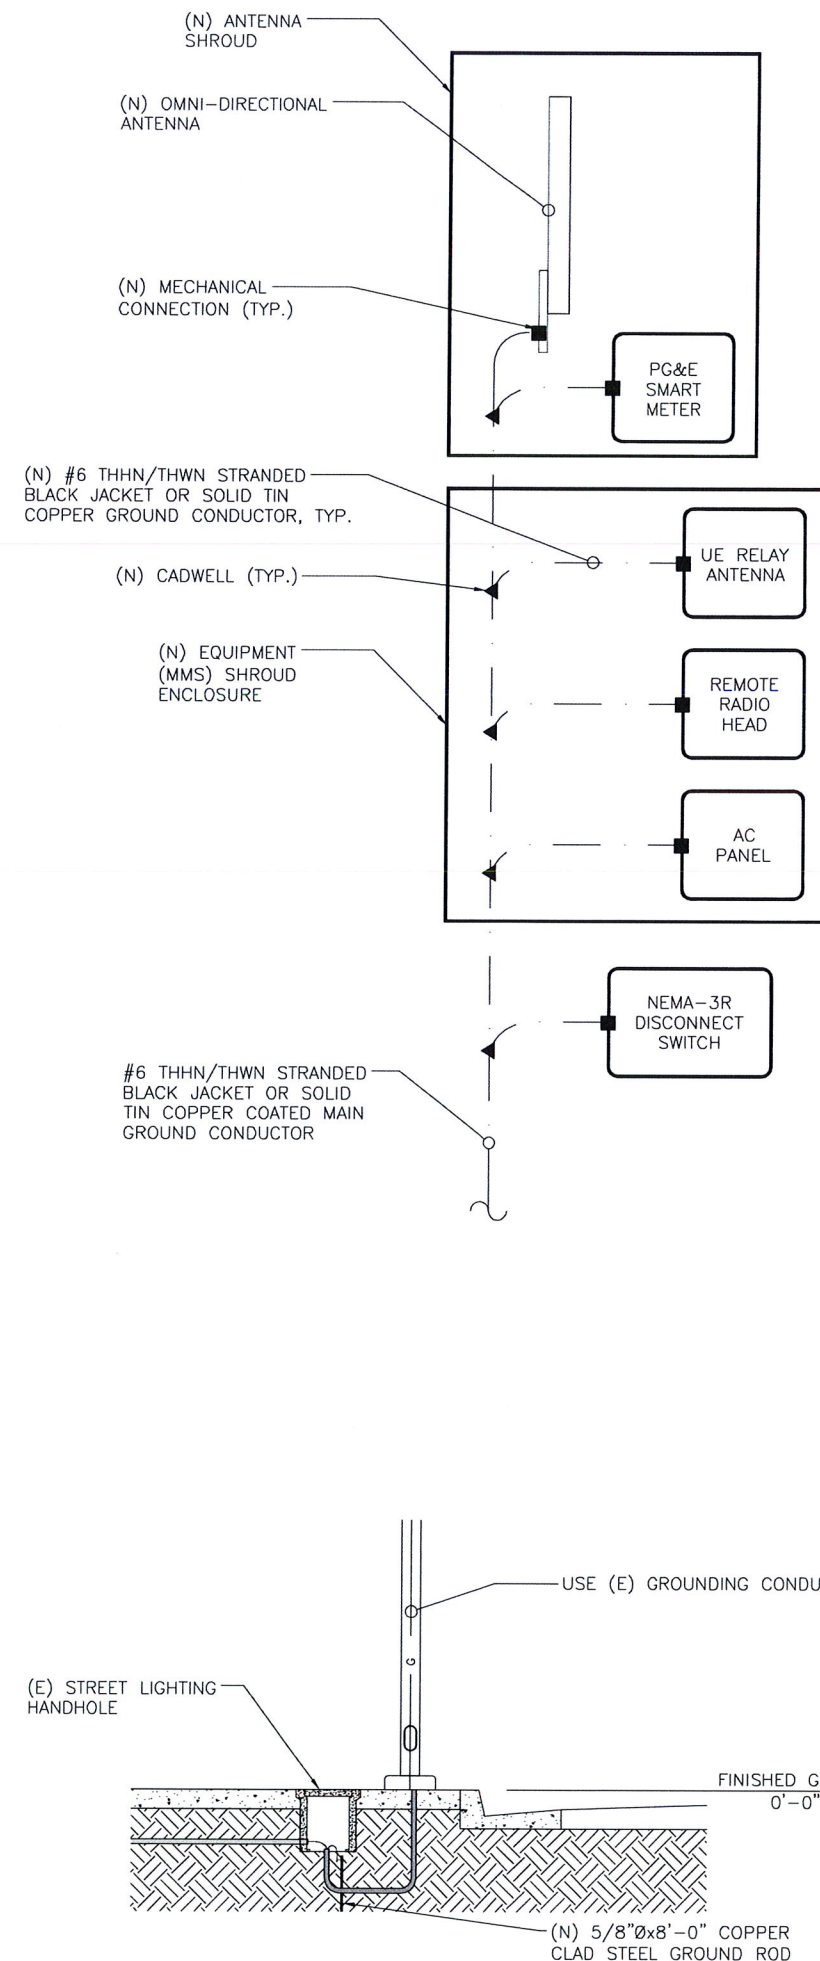 (N) ANTENNA
SHROUD
(N) OMNI-DIRECTIONAL
ANTENNA
(N) MECHANICAL
CONNECTION (TYP.)
PG&E
SMART
METER
(N) #6 THHN/THWN STRANDED
BLACK JACKET OR SOLID TIN
COPPER GROUND CONDUCTOR, TYP.
UE RELAY
ANTENNA
(N) CADWELL (TYP.)
(N) EQUIPMENT
(MMS) SHROUD
ENCLOSURE
REMOTE
RADIO
HEAD
AC
PANEL
NEMA-3R
DISCONNECT
SWITCH
#6 THHN/THWN STRANDED
BLACK JACKET OR SOLID
TIN COPPER COATED MAIN
GROUND CONDUCTOR
USE (E) GROUNDING CONDU
G
(E) STREET LIGHTING
HANDHOLE
FINISHED G
0'-0"
(N) 5/8"Øx8'-0" COPPER
CLAD STEEL GROUND ROD